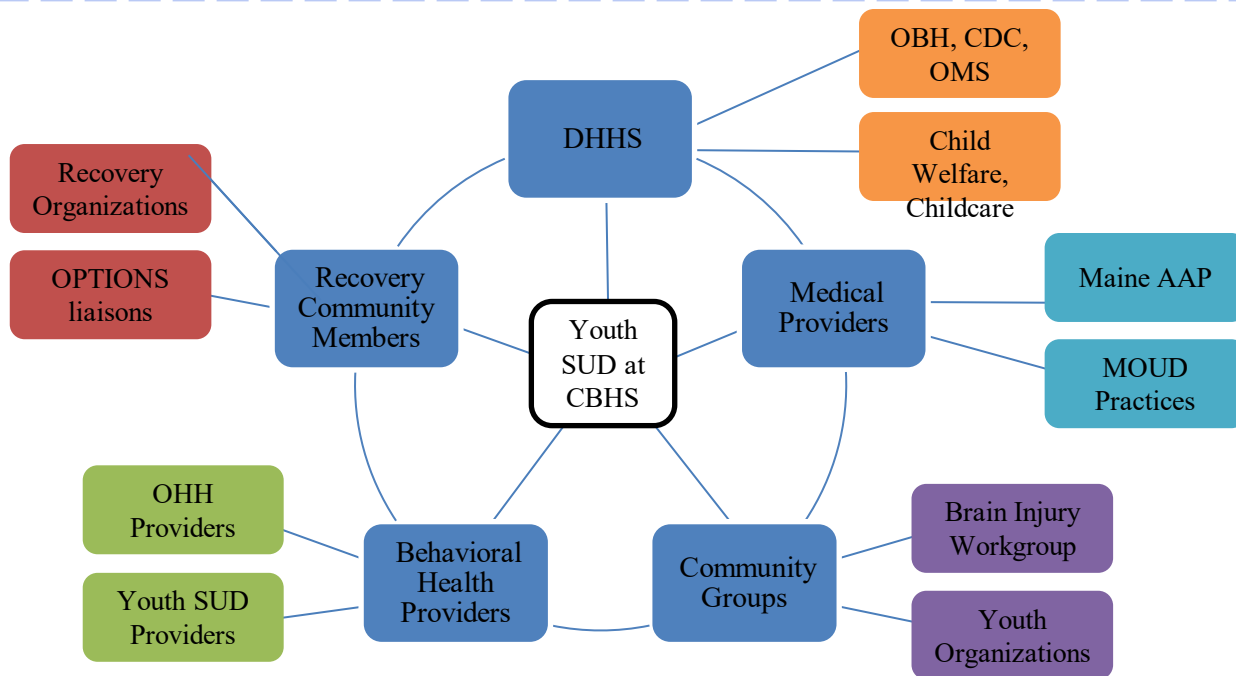 OBH, CDC,
OMS
DHHS
Child
Welfare,
Childcare
Recovery
Organizations
OPTIONS
liaisons
Recovery
Community
Members
Medical
Providers
Maine AAP
MOUD
Practices
Youth
SUD at
CBHS
OHH
Providers
Youth SUD
Providers
Behavioral
Health
Providers
Community
Groups
Brain Injury
Workgroup
Youth
Organizations